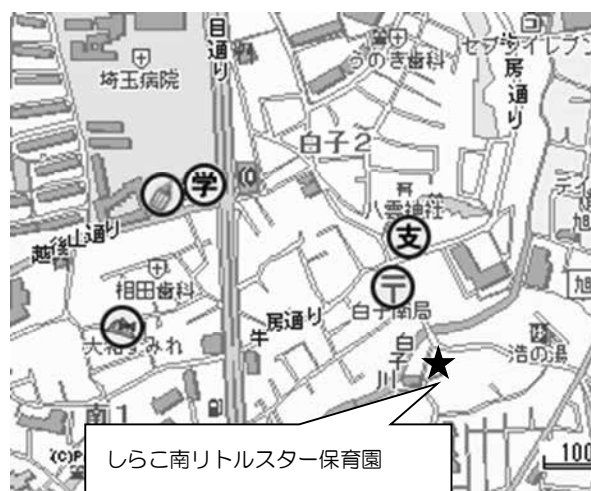 埼玉病院
目通り
うのき歯科
セブンイレブン
房通り
白子2
学
八雲神社
支
越後山通り
相田歯科
〒
白子南局
牛房通り
大和すみれ
白子川
浩の湯
旭
旭
南1
しらこ南リトルスター保育園
100